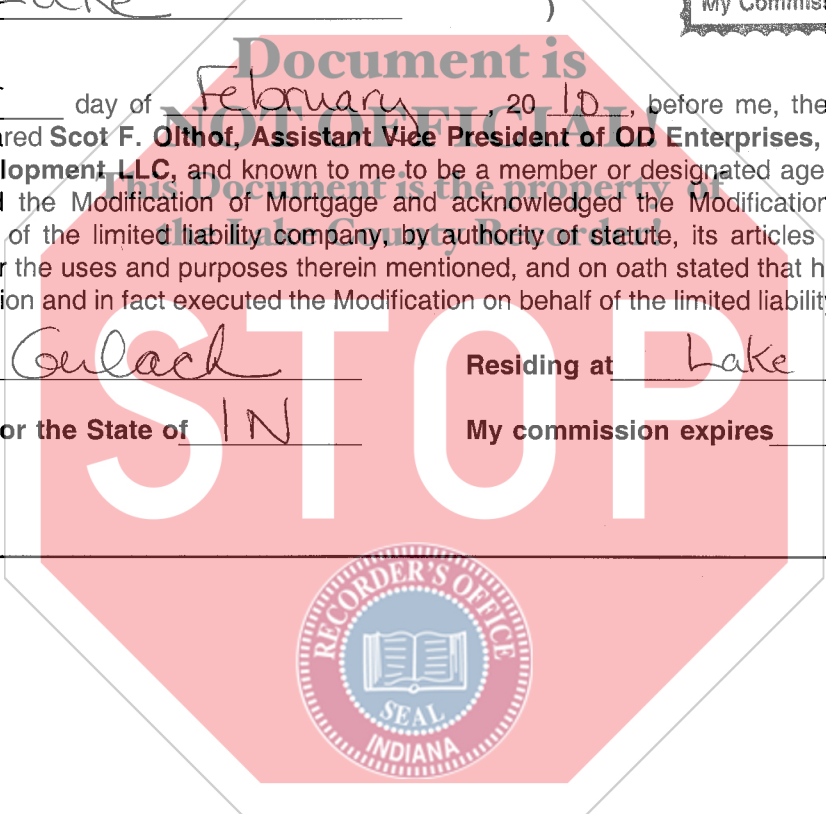 Lake )
My Commis
Document is
day of February, 20 10, before me, the
NOT OFFICIAL!
red Scot F. Olthof, Assistant Vice President of OD Enterprises,
lopment LLC, and known to me to be a member or designated age
This Document is the property of
d the Modification of Mortgage and acknowledged the Modification
the Lake County Recorder!
of the limited liability company, by authority of statute, its articles
r the uses and purposes therein mentioned, and on oath stated that h
ion and in fact executed the Modification on behalf of the limited liability
STOP
Gerlach Residing at Lake
or the State of IN My commission expires
RECORDER'S OFFICE
SEAL
INDIANA